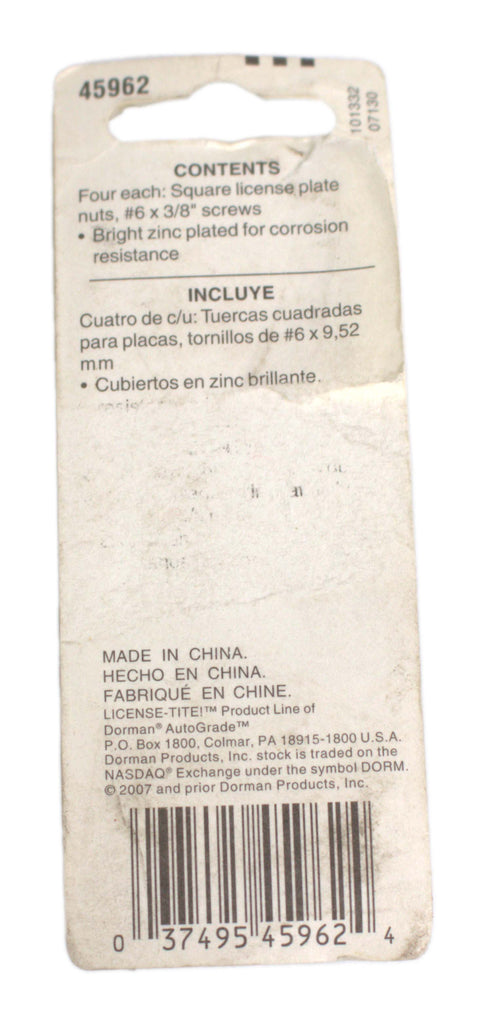 45962
101332
07130
CONTENTS
Four each: Square license plate
nuts, #6 x 3/8" screws
• Bright zinc plated for corrosion
resistance
INCLUYE
Cuatro de c/u: Tuercas cuadradas
para placas, tornillos de #6 x 9,52
mm
• Cubiertos en zinc brillante.
MADE IN CHINA.
HECHO EN CHINA.
FABRIQUÉ EN CHINE.
LICENSE-TITE!™ Product Line of
Dorman® AutoGrade™
P.O. Box 1800, Colmar, PA 18915-1800 U.S.A.
Dorman Products, Inc. stock is traded on the
NASDAQ® Exchange under the symbol DORM.
© 2007 and prior Dorman Products, Inc.
0 37495 45962 4